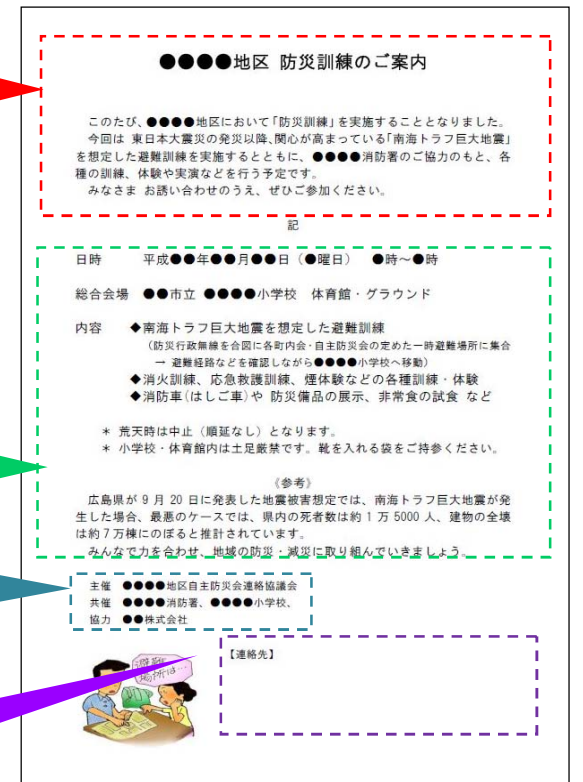 ●●●●地区 防災訓練のご案内
このたび、●●●●地区において「防災訓練」を実施することとなりました。
今回は 東日本大震災の発災以降、関心が高まっている「南海トラフ巨大地震」
を想定した避難訓練を実施するとともに、●●●●消防署のご協力のもと、各
種の訓練、体験や実演などを行う予定です。
みなさま お誘い合わせのうえ、ぜひご参加ください。
記
日時 平成●●年●●月●●日（●曜日） ●時～●時
総合会場 ●●市立 ●●●●小学校 体育館・グラウンド
内容 ◆南海トラフ巨大地震を想定した避難訓練
（防災行政無線を合図に各町内会・自主防災会の定めた一時避難場所に集合
→ 避難経路などを確認しながら●●●●小学校へ移動）
◆消火訓練、応急救護訓練、煙体験などの各種訓練・体験
◆消防車（はしご車）や 防災備品の展示、非常食の試食 など
＊ 荒天時は中止（順延なし）となります。
＊ 小学校・体育館内は土足厳禁です。靴を入れる袋をご持参ください。
《参考》
広島県が 9 月 20 日に発表した地震被害想定では、南海トラフ巨大地震が発
生した場合、最悪のケースでは、県内の死者数は約 1 万 5000 人、建物の全壊
は約 7 万棟にのぼると推計されています。
みんなで力を合わせ、地域の防災・減災に取り組んでいきましょう。
主催 ●●●●地区自主防災会連絡協議会
共催 ●●●●消防署、●●●●小学校、
協力 ●●株式会社
【連絡先】
避難
場所は…